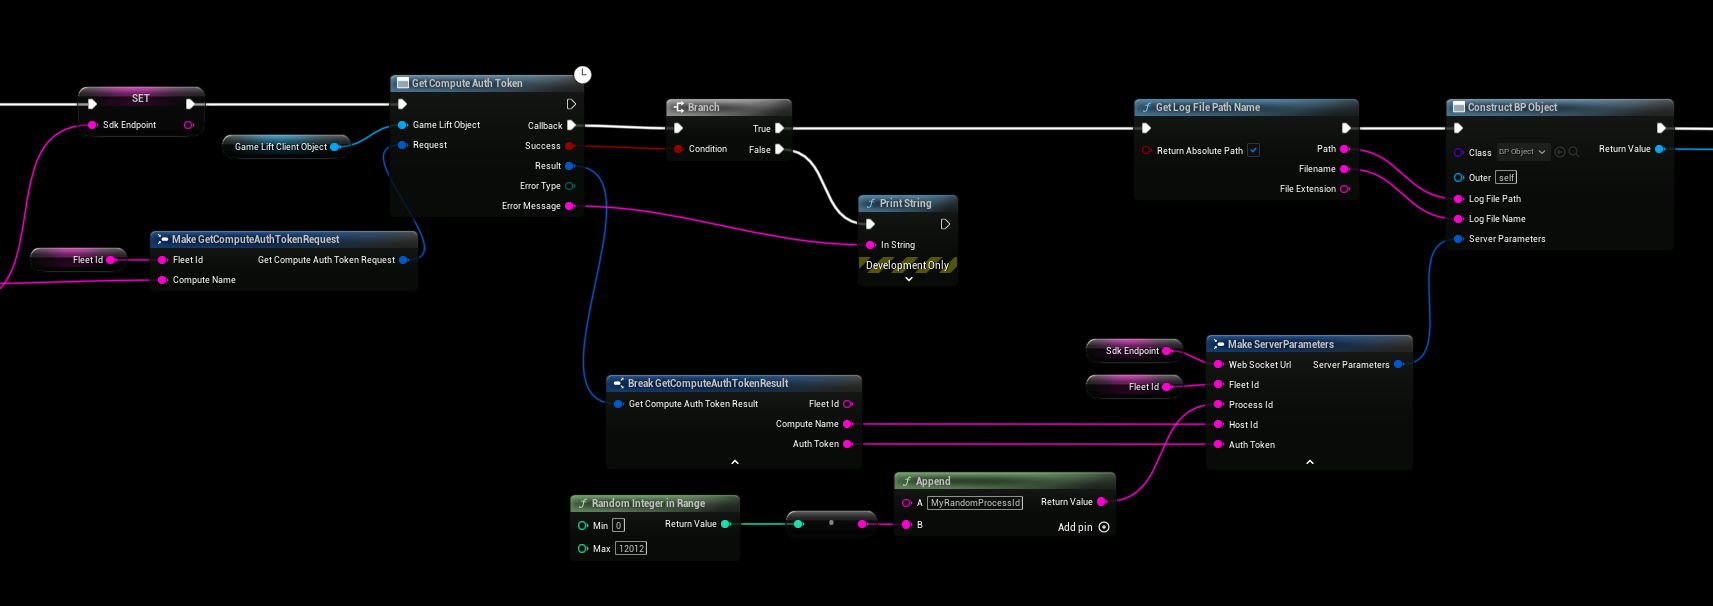 SET
Sdk Endpoint
Get Compute Auth Token
Game Lift Object
Callback
Request
Success
Result
Error Type
Error Message
Game Lift Client Object
Fleet Id
Make GetComputeAuthTokenRequest
Fleet Id
Get Compute Auth Token Request
Compute Name
Branch
True
Condition
False
Print String
In String
Development Only
Get Log File Path Name
Return Absolute Path
Path
Filename
File Extension
Construct BP Object
Class
BP Object
Return Value
Outer
self
Log File Path
Log File Name
Server Parameters
Break GetComputeAuthTokenResult
Get Compute Auth Token Result
Fleet Id
Compute Name
Auth Token
Sdk Endpoint
Fleet Id
Make ServerParameters
Web Socket Url
Server Parameters
Fleet Id
Process Id
Host Id
Auth Token
Random Integer in Range
Min
0
Return Value
Max
12012
Append
A
MyRandomProcessId
Return Value
B
Add pin